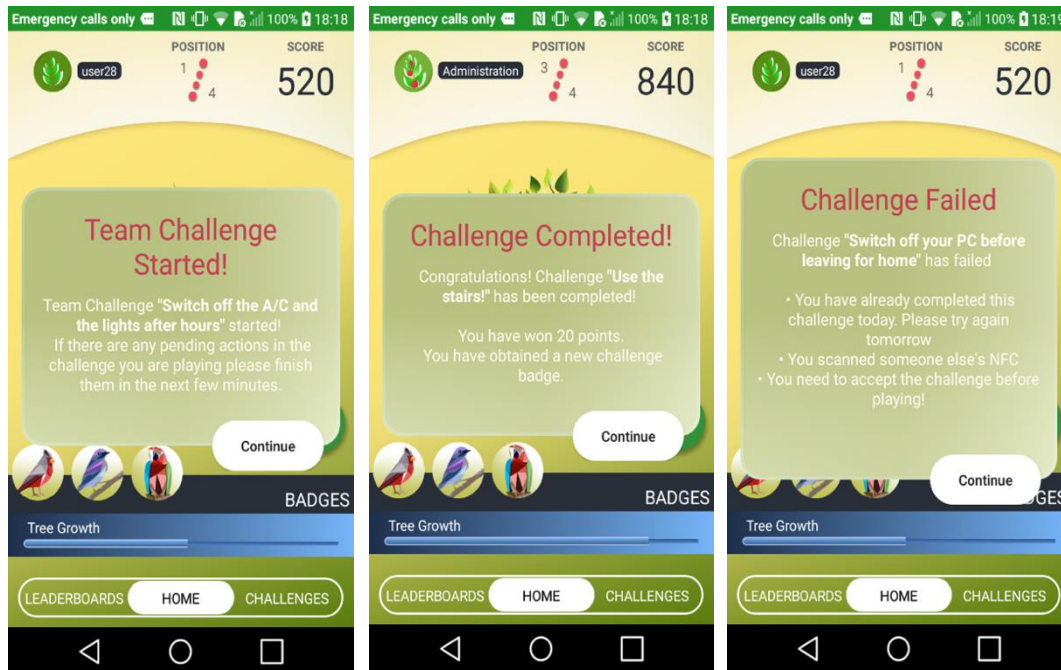 Emergency calls only 100% 18:18
POSITION SCORE
user28 1 4 520
Team Challenge
Started!
Team Challenge "Switch off the A/C and
the lights after hours" started!
If there are any pending actions in the
challenge you are playing please finish
them in the next few minutes.
Continue
BADGES
Tree Growth
LEADERBOARDS HOME CHALLENGES
Emergency calls only 100% 18:18
POSITION SCORE
Administration 3 4 840
Challenge Completed!
Congratulations! Challenge "Use the
stairs!" has been completed!
You have won 20 points.
You have obtained a new challenge
badge.
Continue
BADGES
Tree Growth
LEADERBOARDS HOME CHALLENGES
Emergency calls only 100% 18:19
POSITION SCORE
user28 1 4 520
Challenge Failed
Challenge "Switch off your PC before
leaving for home" has failed
• You have already completed this
challenge today. Please try again
tomorrow
• You scanned someone else's NFC
• You need to accept the challenge before
playing!
Continue
Tree Growth
LEADERBOARDS HOME CHALLENGES